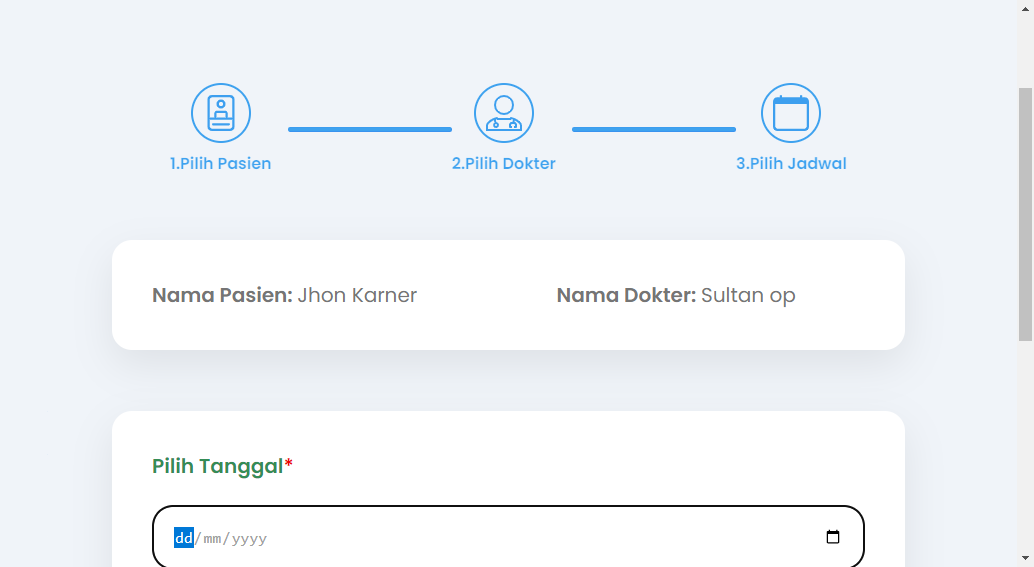 1.Pilih Pasien
2.Pilih Dokter
3.Pilih Jadwal
Nama Pasien: Jhon Karner
Nama Dokter: Sultan op
Pilih Tanggal*
dd/mm/yyyy